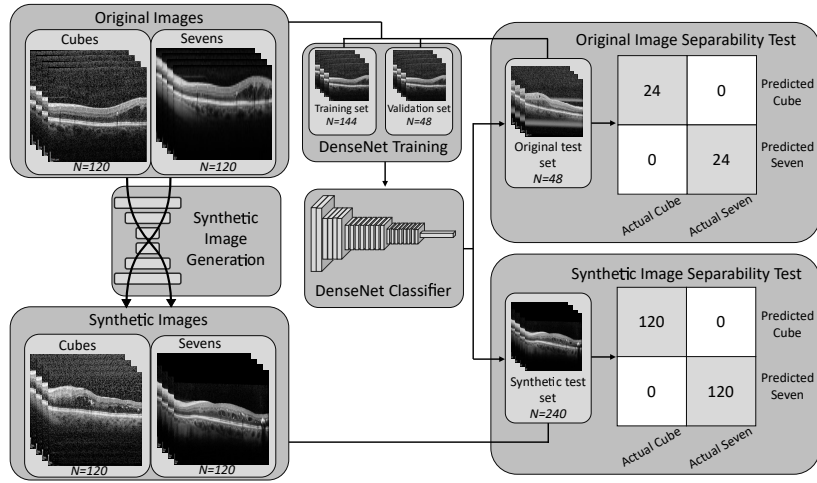 Original Images
Cubes
Sevens
N=120
N=120
Synthetic
Image
Generation
Synthetic Images
Cubes
Sevens
N=120
N=120
Training set
N=144
Validation set
N=48
DenseNet Training
DenseNet Classifier
Original Image Separability Test
Original test
set
N=48
24
0
0
24
Predicted
Cube
Predicted
Seven
Actual Cube
Actual Seven
Synthetic Image Separability Test
Synthetic test
set
N=240
120
0
0
120
Predicted
Cube
Predicted
Seven
Actual Cube
Actual Seven